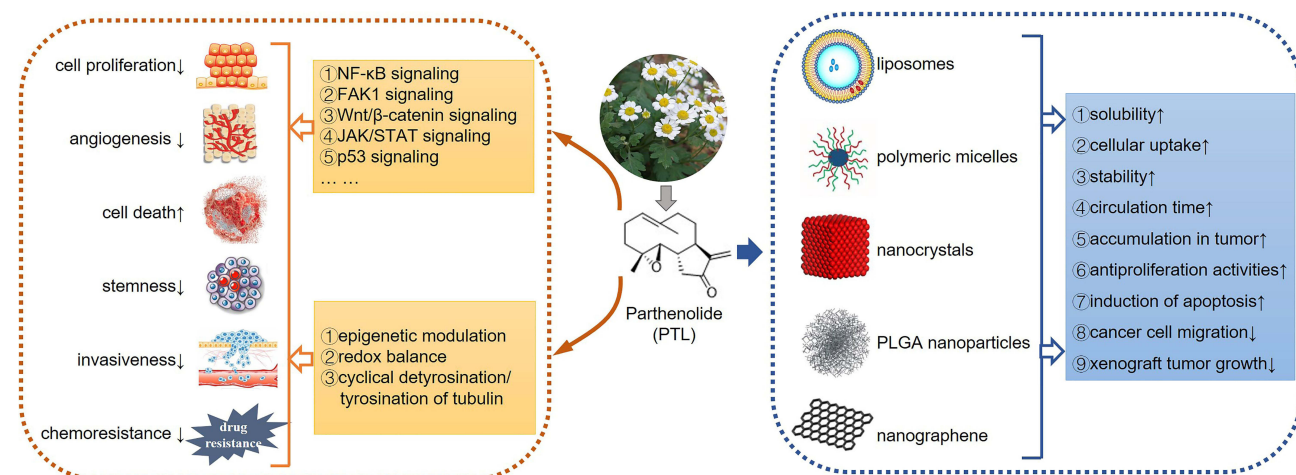 cell proliferation↓
angiogenesis ↓
cell death↑
stemness↓
invasiveness↓
chemoresistance ↓
drug
resistance
①NF-κB signaling
②FAK1 signaling
③Wnt/β-catenin signaling
④JAK/STAT signaling
⑤p53 signaling
... ...
①epigenetic modulation
②redox balance
③cyclical detyrosination/
tyrosination of tubulin
O
O
Parthenolide
(PTL)
liposomes
polymeric micelles
nanocrystals
PLGA nanoparticles
nanographene
①solubility↑
②cellular uptake↑
③stability↑
④circulation time↑
⑤accumulation in tumor↑
⑥antiproliferation activities↑
⑦induction of apoptosis↑
⑧cancer cell migration↓
⑨xenograft tumor growth↓